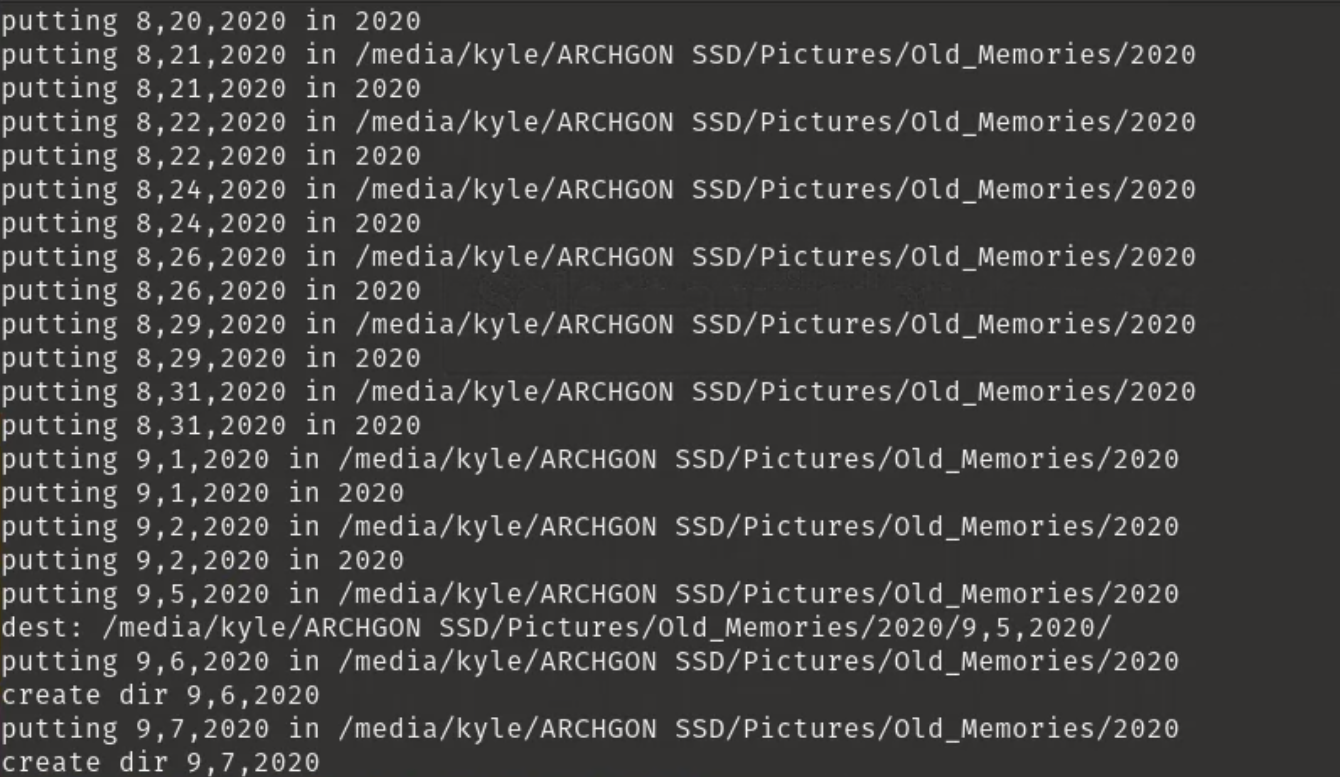 putting 8,20,2020 in 2020
putting 8,21,2020 in /media/kyle/ARCHGON SSD/Pictures/Old_Memories/2020
putting 8,21,2020 in 2020
putting 8,22,2020 in /media/kyle/ARCHGON SSD/Pictures/Old_Memories/2020
putting 8,22,2020 in 2020
putting 8,24,2020 in /media/kyle/ARCHGON SSD/Pictures/Old_Memories/2020
putting 8,24,2020 in 2020
putting 8,26,2020 in /media/kyle/ARCHGON SSD/Pictures/Old_Memories/2020
putting 8,26,2020 in 2020
putting 8,29,2020 in /media/kyle/ARCHGON SSD/Pictures/Old_Memories/2020
putting 8,29,2020 in 2020
putting 8,31,2020 in /media/kyle/ARCHGON SSD/Pictures/Old_Memories/2020
putting 8,31,2020 in 2020
putting 9,1,2020 in /media/kyle/ARCHGON SSD/Pictures/Old_Memories/2020
putting 9,1,2020 in 2020
putting 9,2,2020 in /media/kyle/ARCHGON SSD/Pictures/Old_Memories/2020
putting 9,2,2020 in 2020
putting 9,5,2020 in /media/kyle/ARCHGON SSD/Pictures/Old_Memories/2020
dest: /media/kyle/ARCHGON SSD/Pictures/Old_Memories/2020/9,5,2020/
putting 9,6,2020 in /media/kyle/ARCHGON SSD/Pictures/Old_Memories/2020
create dir 9,6,2020
putting 9,7,2020 in /media/kyle/ARCHGON SSD/Pictures/Old_Memories/2020
create dir 9,7,2020